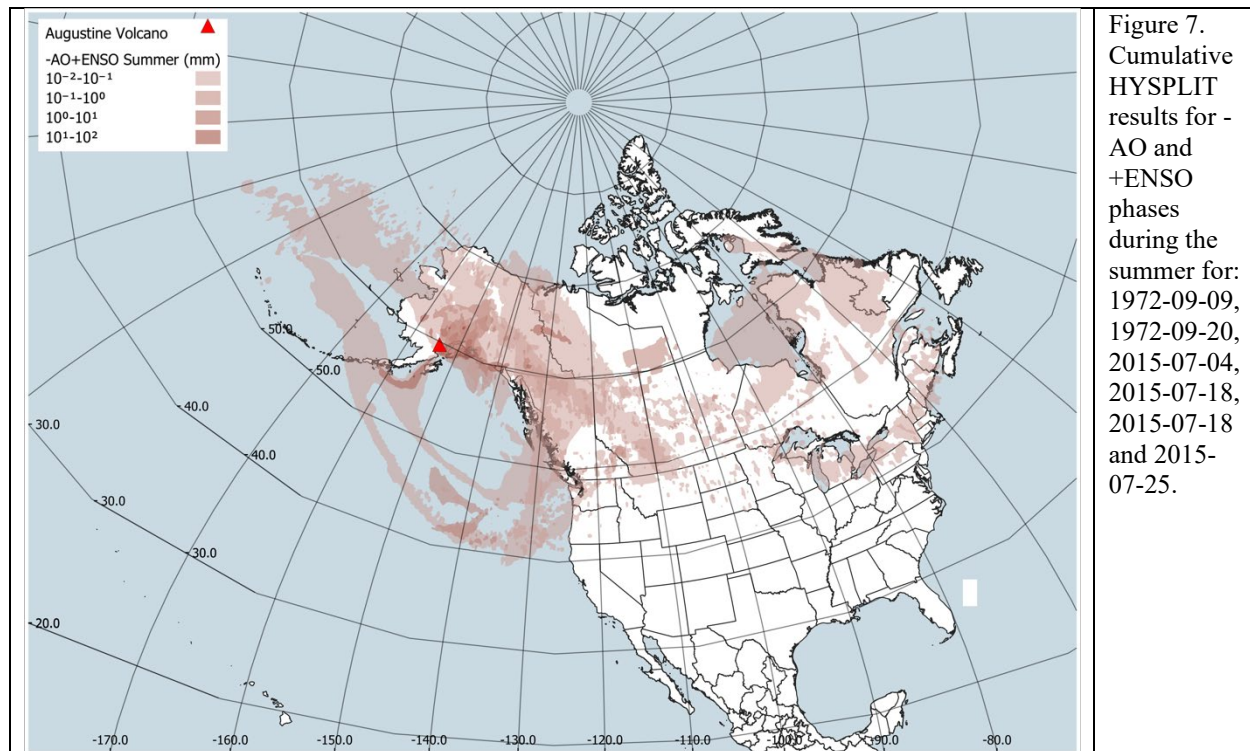 Augustine Volcano
-AO+ENSO Summer (mm)
10⁻²-10⁻¹
10⁻¹-10⁰
10⁰-10¹
10¹-10²
-50.0
-50.0
-40.0
-40.0
-30.0
-30.0
-30.0
-20.0
-170.0
-160.0
-150.0
-140.0
-130.0
-120.0
-110.0
-100.0
-90.0
-80.0
Figure 7.
Cumulative
HYSPLIT
results for -
AO and
+ENSO
phases
during the
summer for:
1972-09-09,
1972-09-20,
2015-07-04,
2015-07-18,
2015-07-18
and 2015-
07-25.